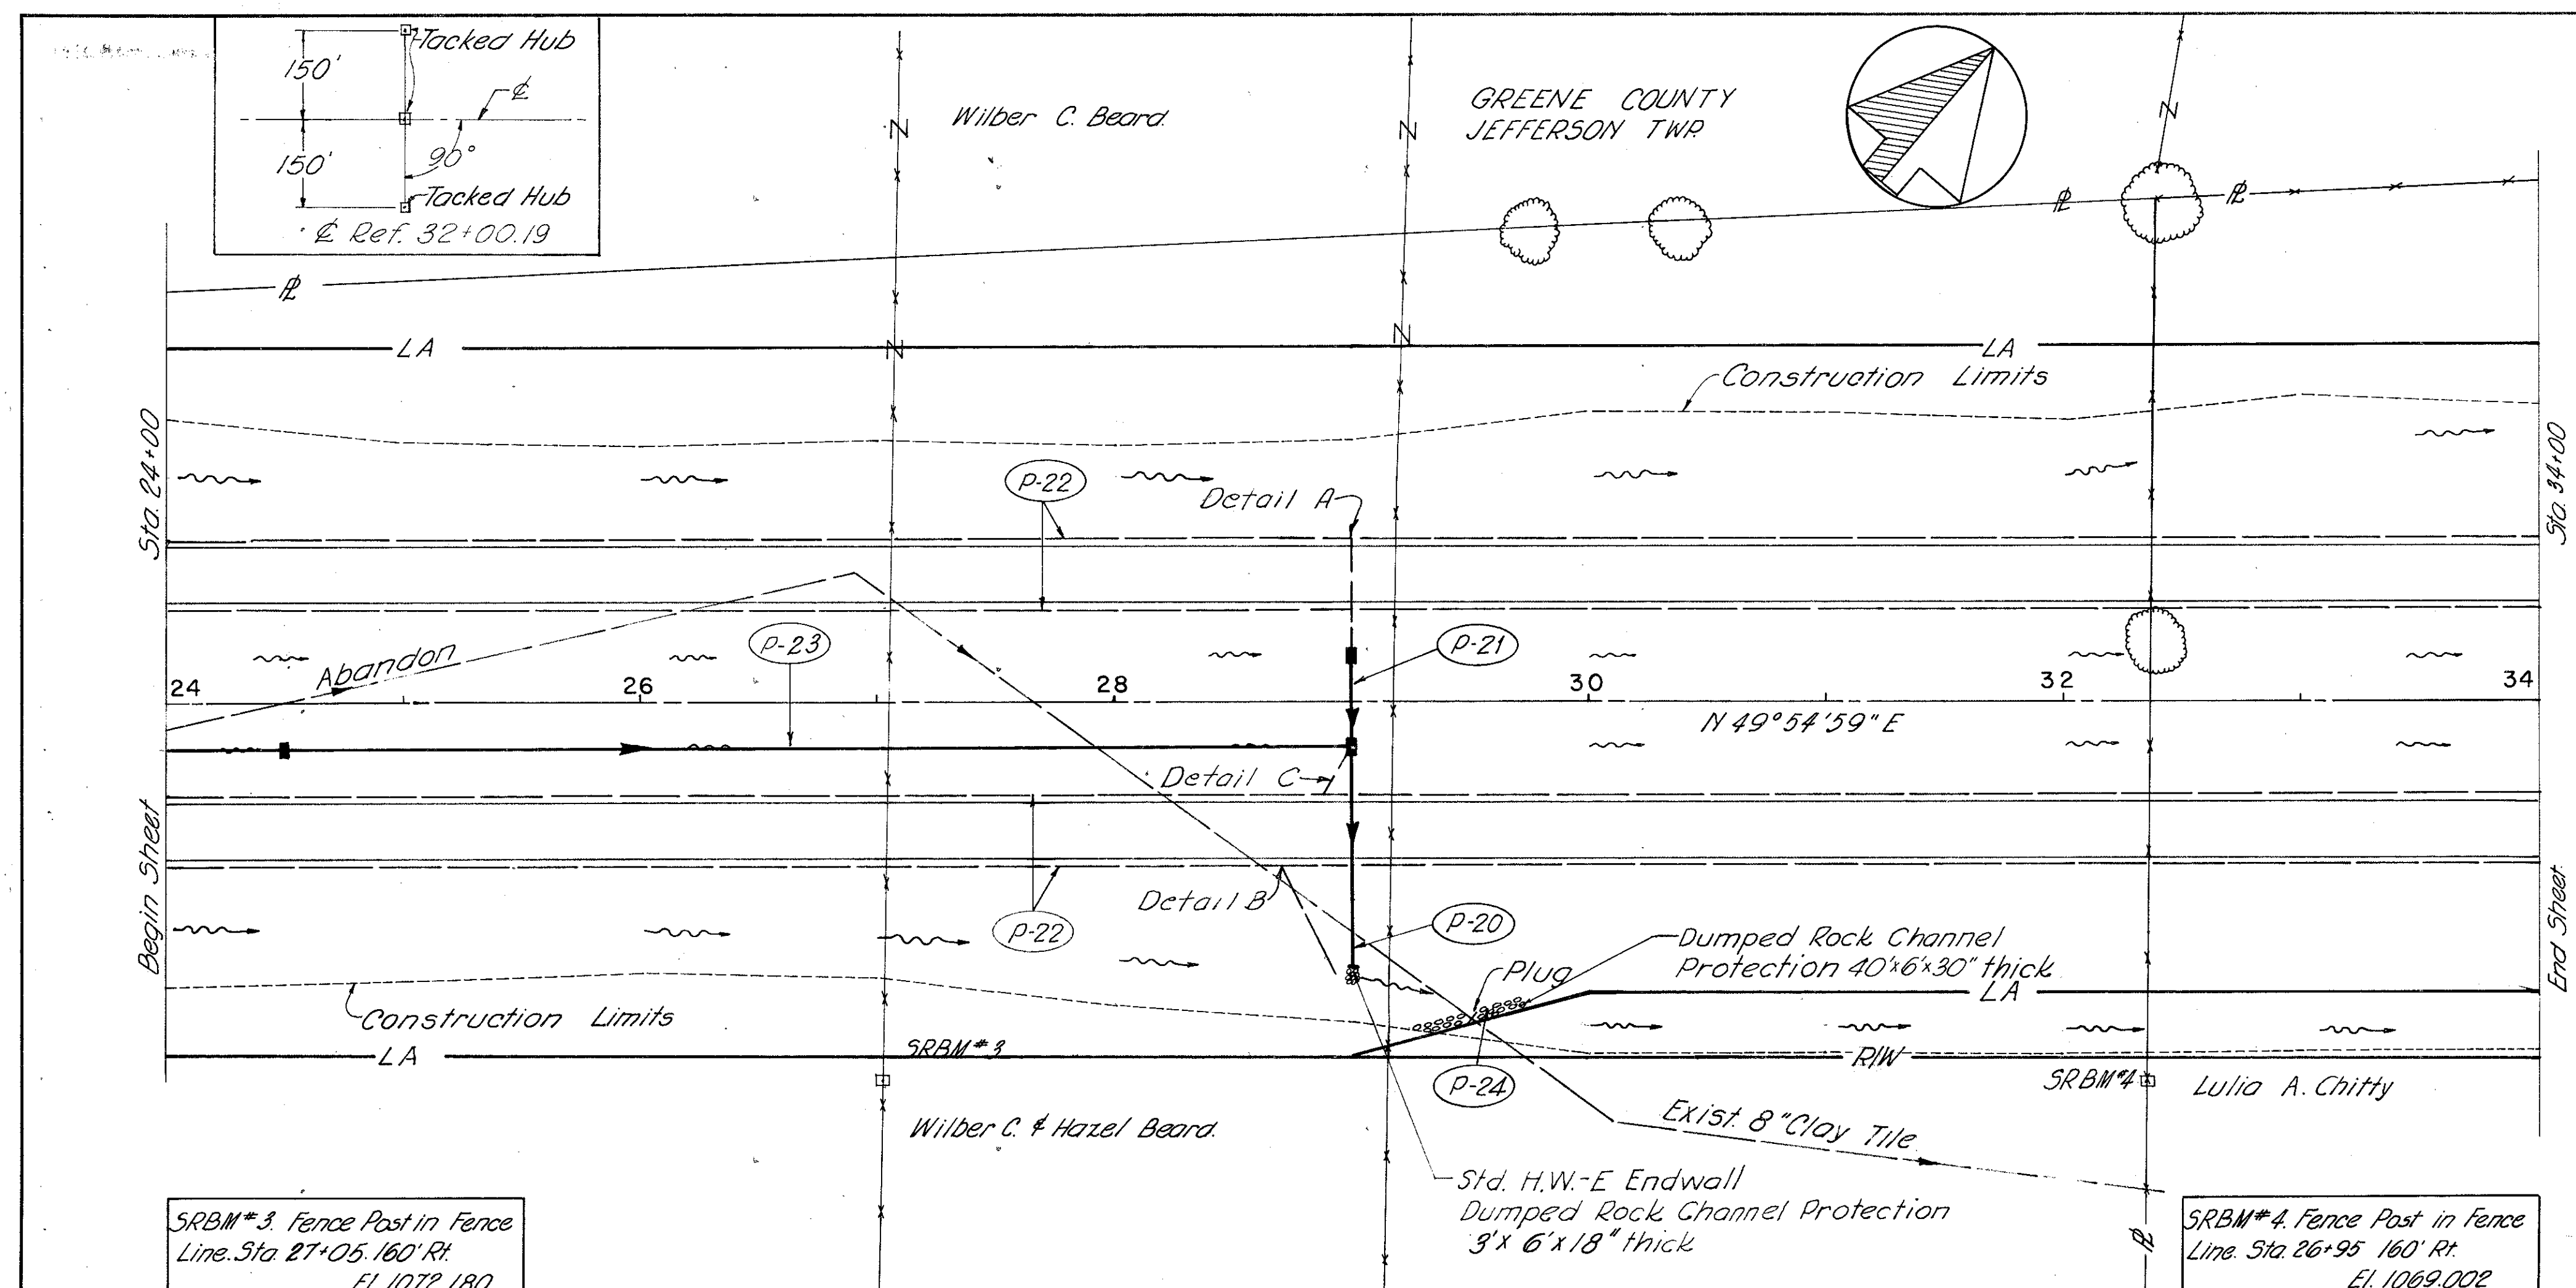 Tacked Hub
150'
℄
150'
90°
Tacked Hub
℄ Ref. 32+00.19
Wilber C. Beard.
GREENE COUNTY
JEFFERSON TWP.
N
N
N
N
N
℄
℄
℄
LA
LA
Construction Limits
Sta. 24+00
Sta. 34+00
P-22
Detail A
P-23
P-21
Abandon
24
26
28
30
32
34
N 49°54'59" E
Detail C
Begin Sheet
Detail B
P-22
P-20
Dumped Rock Channel
Protection 40'x6'x30" thick
Plug
LA
End Sheet
Construction Limits
LA
SRBM #3
R/W
P-24
SRBM #4
Lulia A. Chitty
Wilber C. & Hazel Beard.
Exist. 8" Clay Tile
Std. H.W.-E Endwall
Dumped Rock Channel Protection
3'x 6'x 18" thick
SRBM #3. Fence Post in Fence
Line. Sta. 27+05. 160' Rt.
El. 1072.180
SRBM #4. Fence Post in Fence
Line. Sta. 26+95 160' Rt.
El. 1069.002